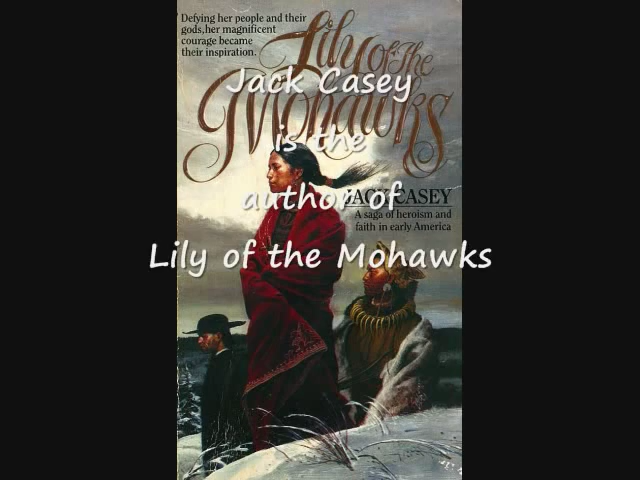 Defying her people and their
gods,her magnificent
courage became
their inspiration.
Lily of The
Mohawks
Jack Casey
is the
author of
Lily of the Mohawks
JACK CASEY
A saga of heroism and
faith in early America